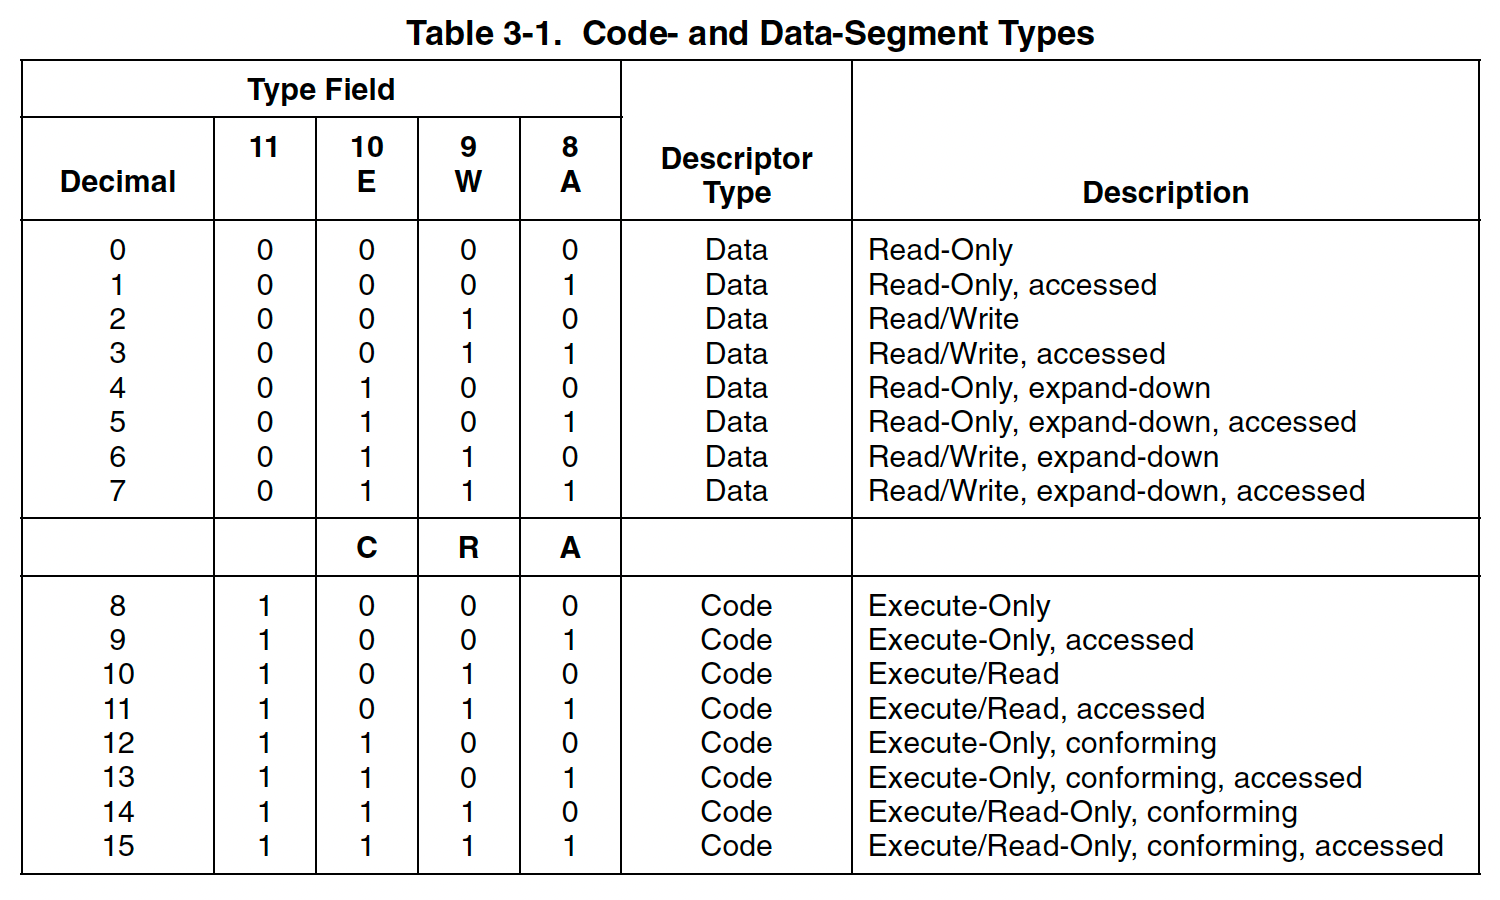 Table 3-1. Code- and Data-Segment Types
Type Field
Decimal 11 10 E 9 W 8 A Descriptor Type Description
0 0 0 0 0 Data Read-Only
1 0 0 0 1 Data Read-Only, accessed
2 0 0 1 0 Data Read/Write
3 0 0 1 1 Data Read/Write, accessed
4 0 1 0 0 Data Read-Only, expand-down
5 0 1 0 1 Data Read-Only, expand-down, accessed
6 0 1 1 0 Data Read/Write, expand-down
7 0 1 1 1 Data Read/Write, expand-down, accessed
C R A
8 1 0 0 0 Code Execute-Only
9 1 0 0 1 Code Execute-Only, accessed
10 1 0 1 0 Code Execute/Read
11 1 0 1 1 Code Execute/Read, accessed
12 1 1 0 0 Code Execute-Only, conforming
13 1 1 0 1 Code Execute-Only, conforming, accessed
14 1 1 1 0 Code Execute/Read-Only, conforming
15 1 1 1 1 Code Execute/Read-Only, conforming, accessed